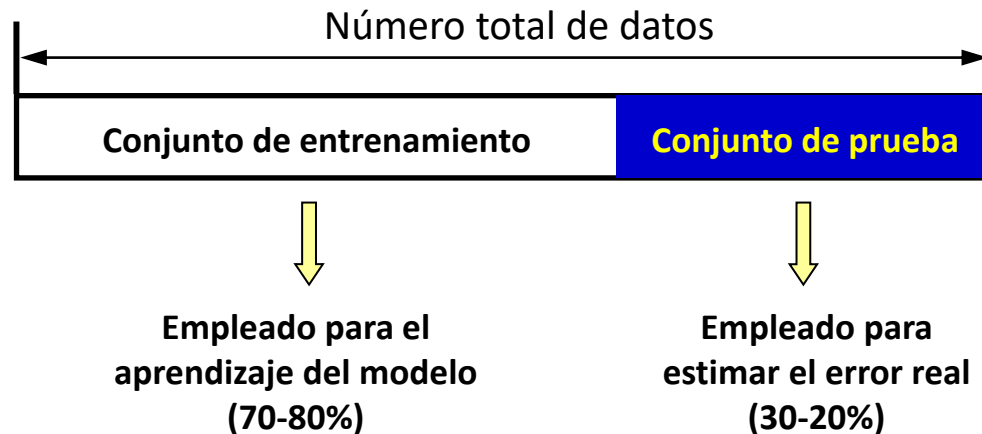 Número total de datos
Conjunto de entrenamiento
Conjunto de prueba
Empleado para el
aprendizaje del modelo
(70-80%)
Empleado para
estimar el error real
(30-20%)